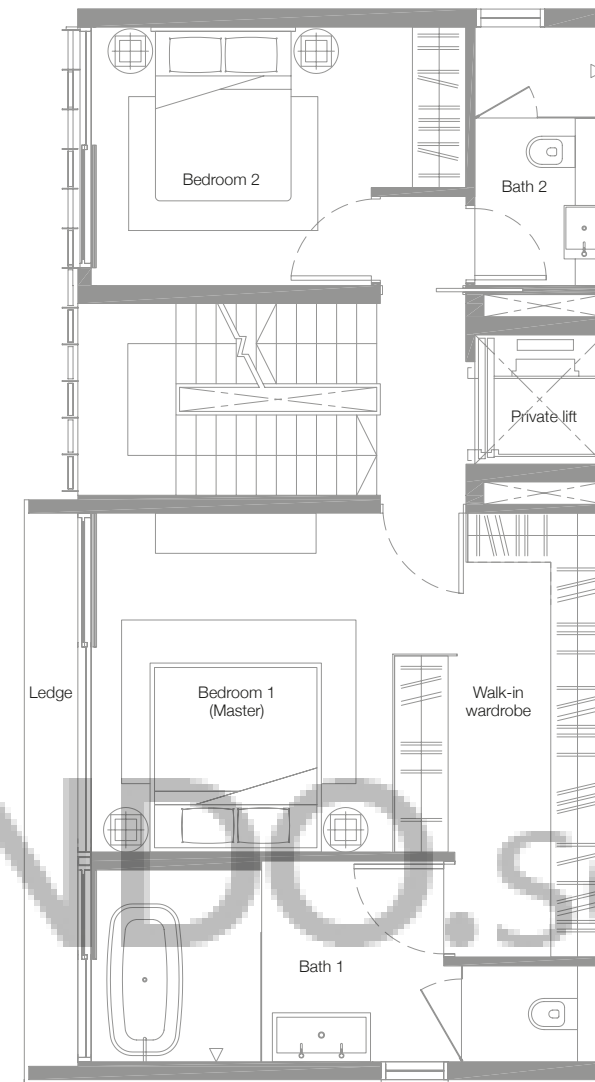 Bedroom 2
Bath 2
Private lift
Ledge
Bedroom 1
(Master)
Walk-in
wardrobe
Bath 1